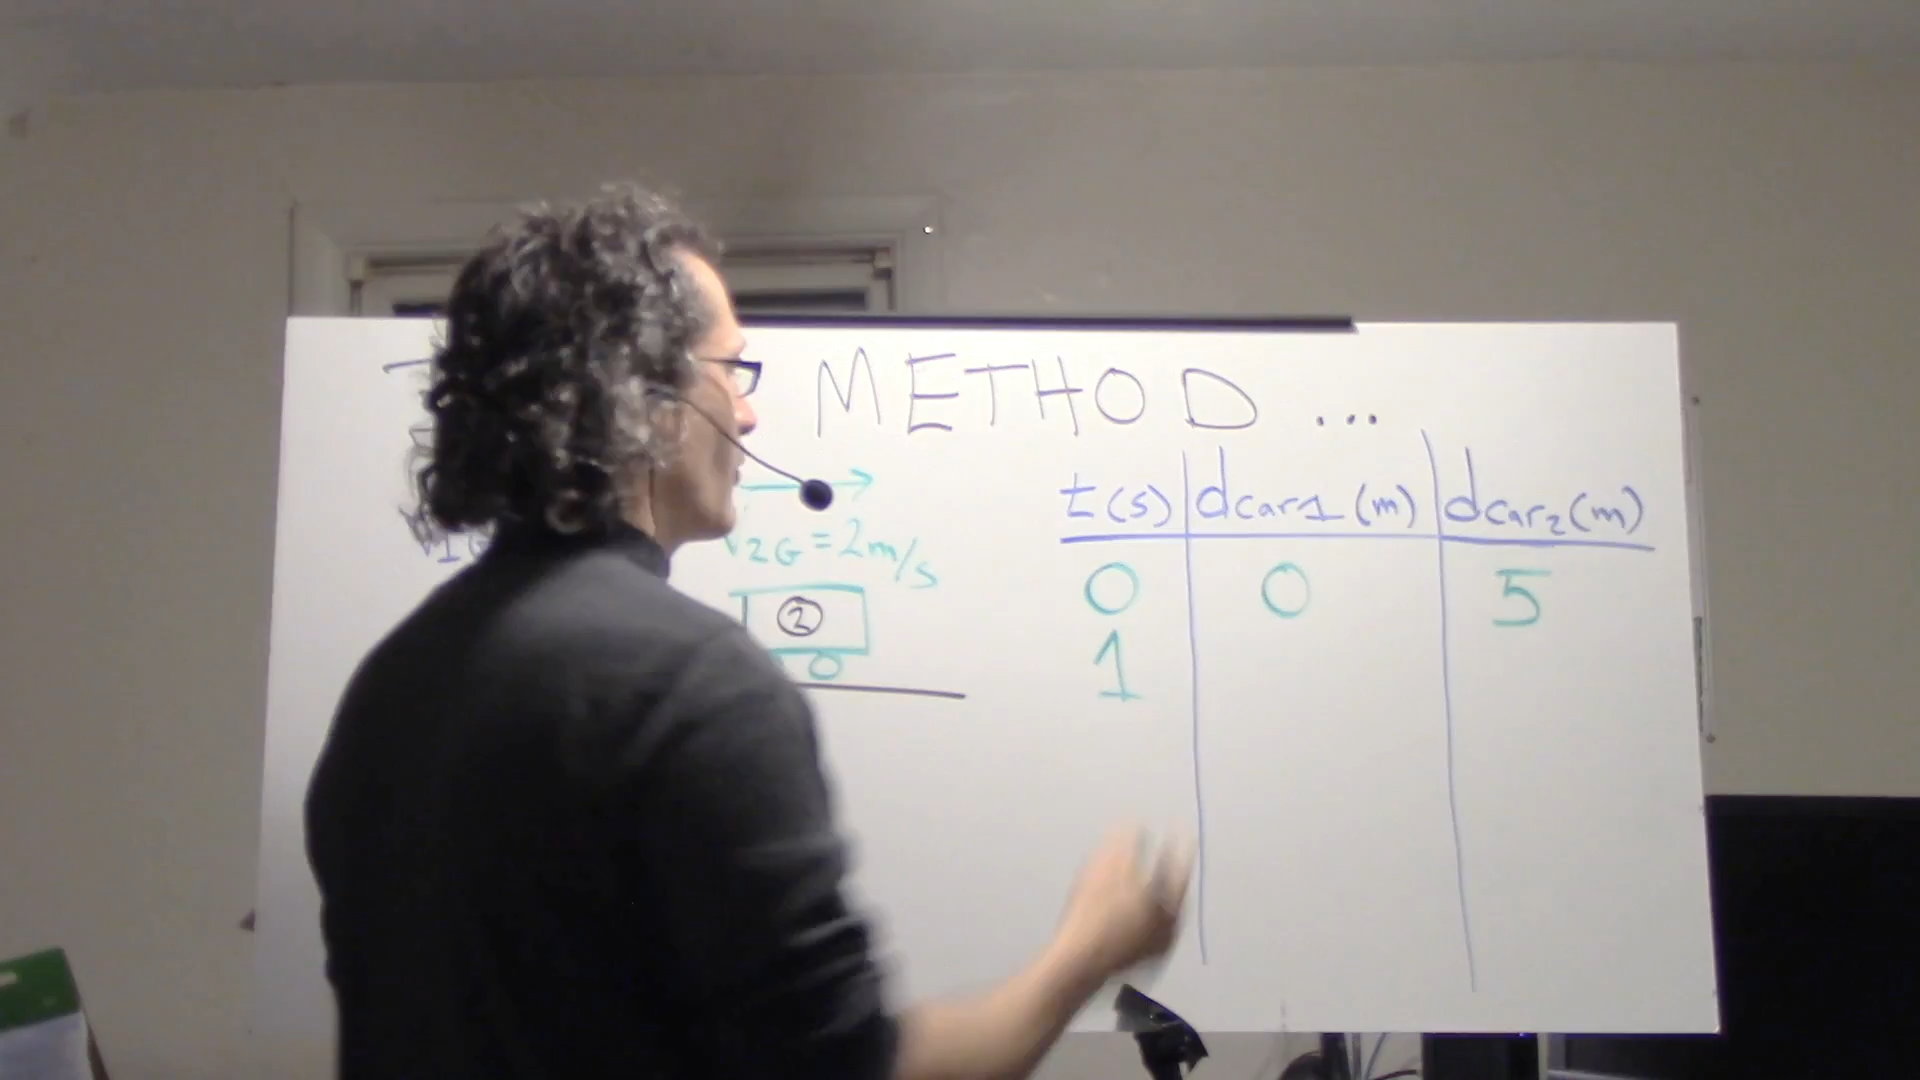 METHOD ...
t(s) dcar1(m) dcar2(m)
V2G = 2m/s
0 0 5
2
1